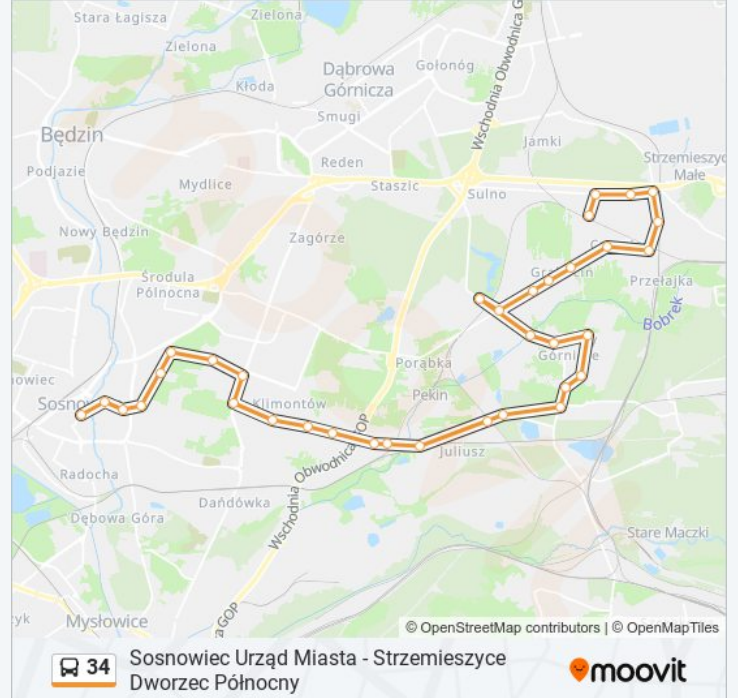 Stara Łagisza
Zielona
Zielona
Kłoda
Dąbrowa
Górnicza
Gołonóg
Wschodnia Obwodnica G
Smugi
Będzin
Podjazie
Mydlice
Reden
Staszic
Sulno
Jamki
Strzemieszyc
Małe
Nowy Będzin
Zagórze
Środula
Północna
Przełajka
Bobrek
Porąbka
Pekin
Klimontów
Juliusz
Radocha
Dańdówka
Dębowa Góra
Wschodnia Obwodnica GOP
Stare Maczki
Mysłowice
GOP
© OpenStreetMap contributors | © OpenMapTiles
34
Sosnowiec Urząd Miasta - Strzemieszyce
Dworzec Północny
moovit